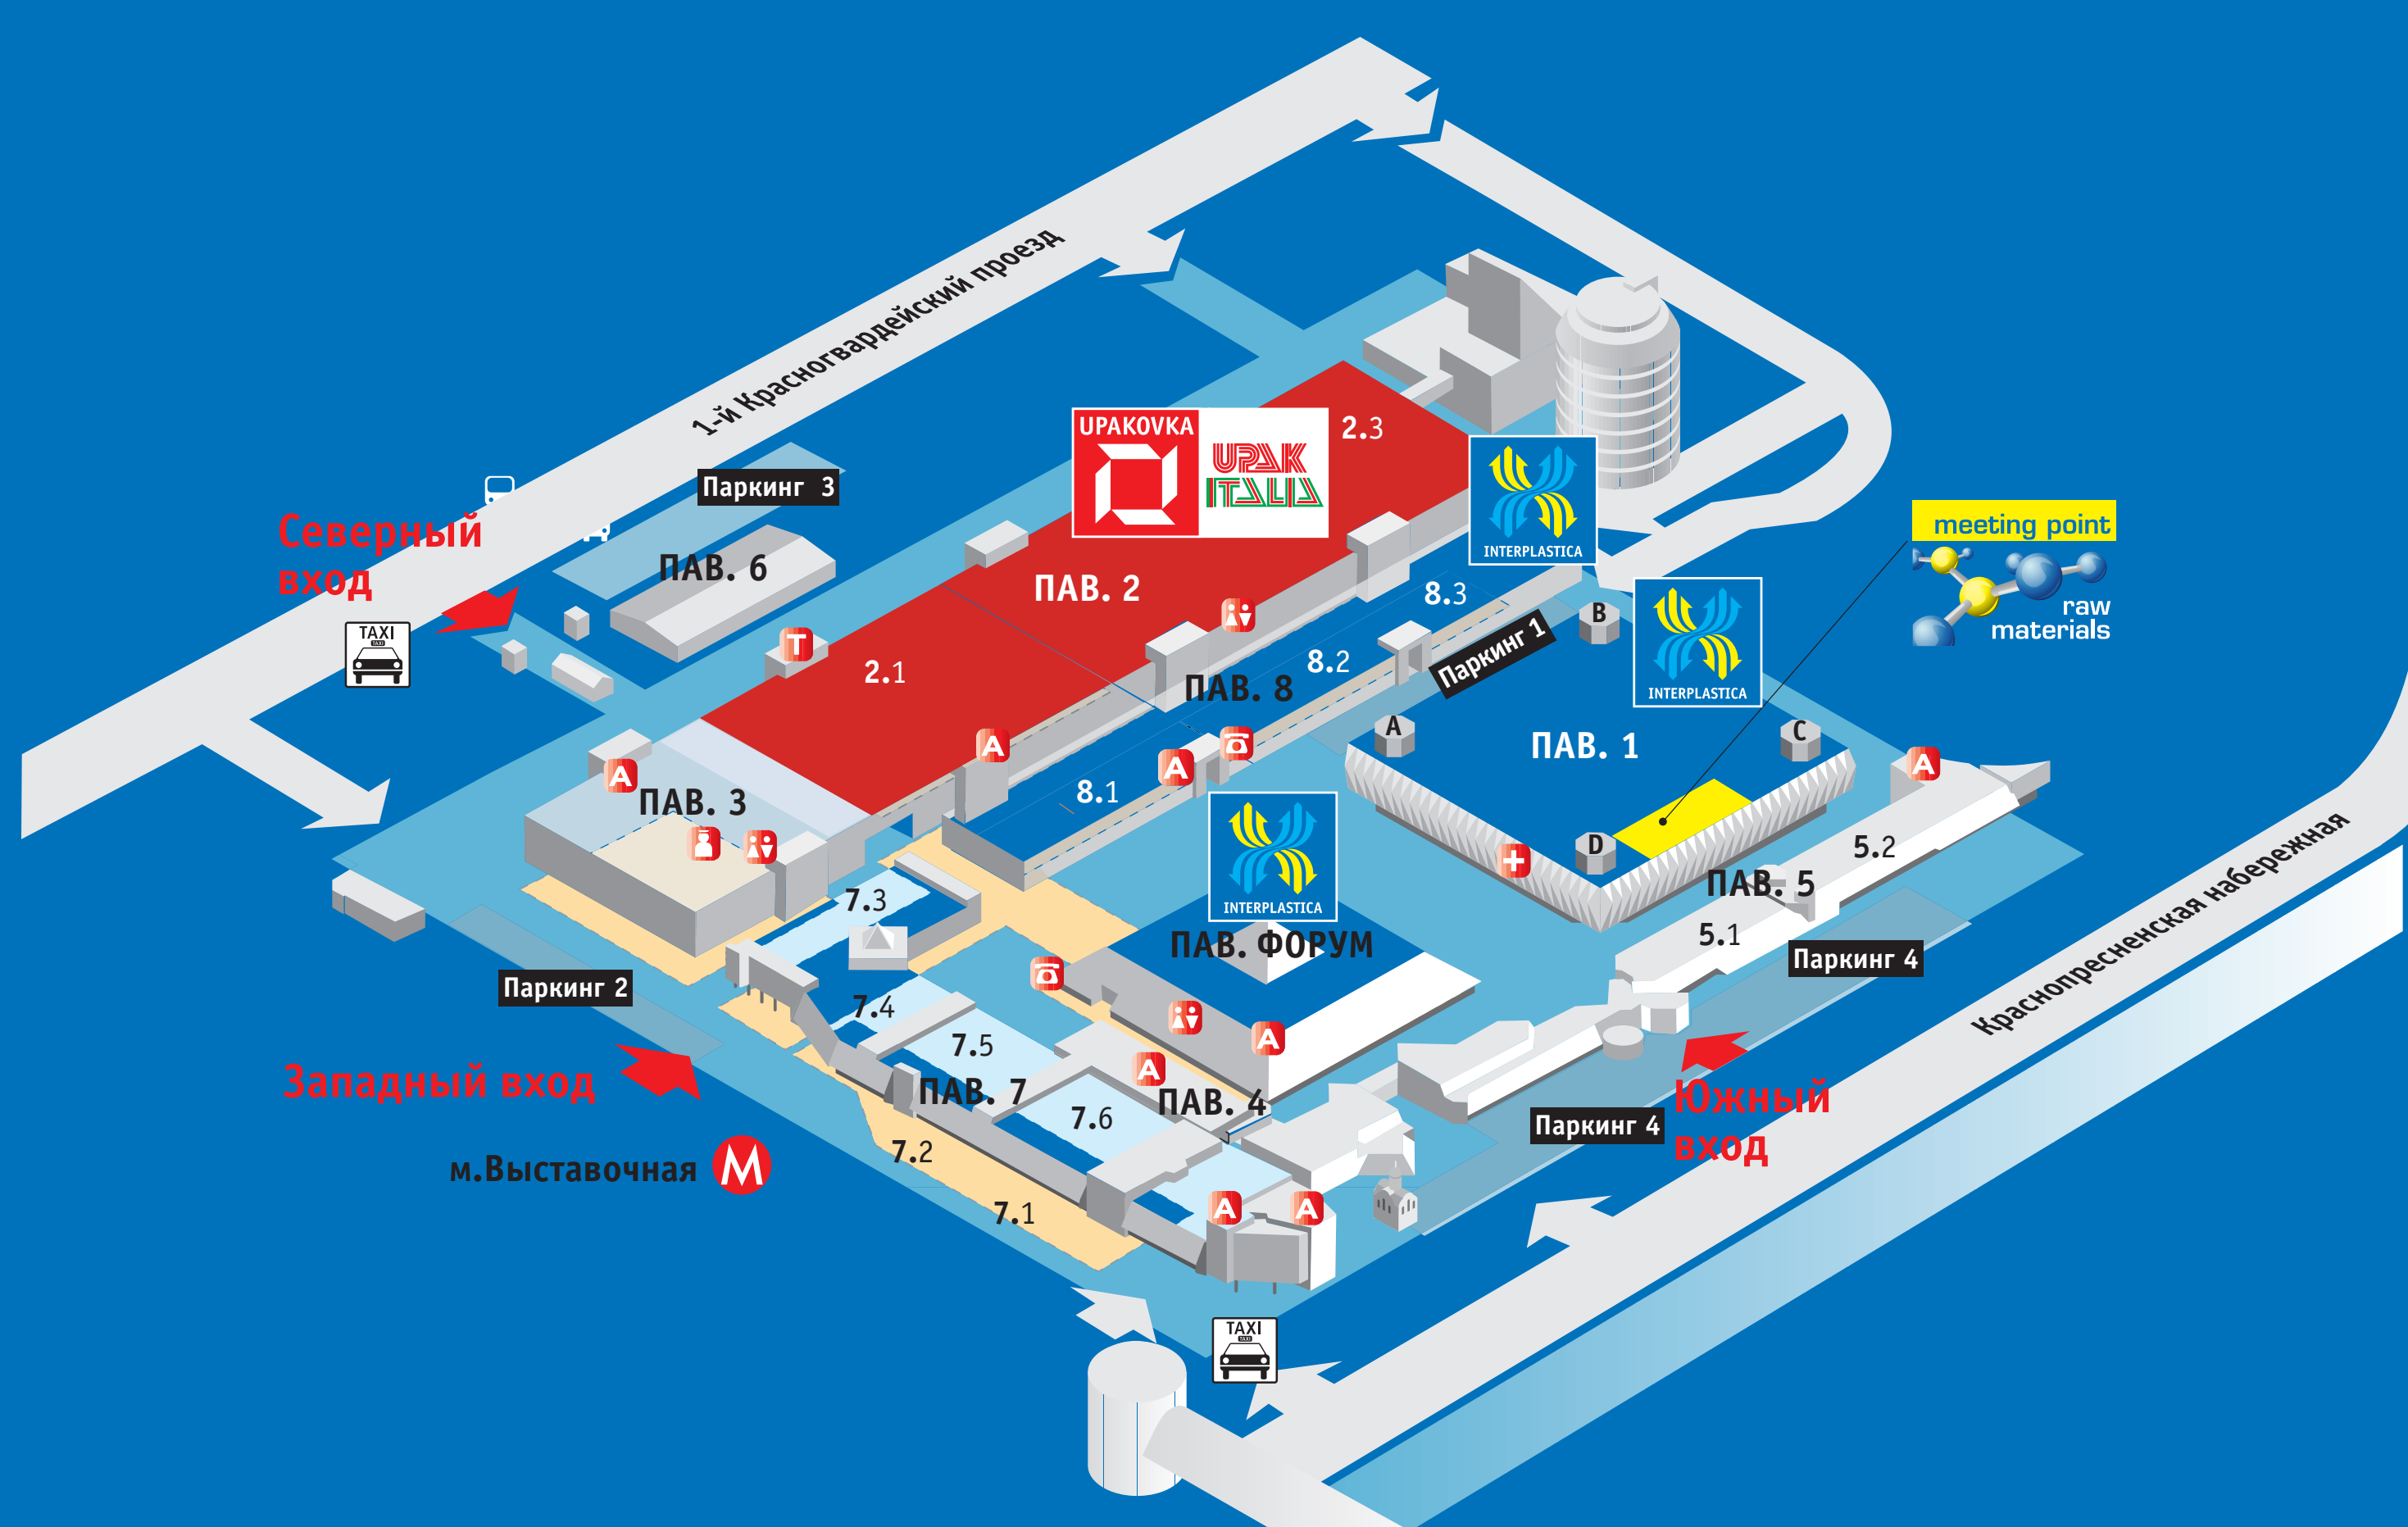 1-й Красногвардейский проезд
UPAKOVKA
UPAK
ITALIA
2.3
INTERPLASTICA
Паркинг 3
Северный
вход
ПАВ. 6
TAXI
TAXI
T
ПАВ. 2
2.1
8.3
8.2
ПАВ. 8
8.1
Паркинг 1
B
INTERPLASTICA
meeting point
raw
materials
A
ПАВ. 1
C
D
A
A
A
A
ПАВ. 3
INTERPLASTICA
ПАВ. ФОРУМ
5.2
ПАВ. 5
5.1
Паркинг 4
Краснопресненская набережная
7.3
Паркинг 2
7.4
7.5
ПАВ. 7
7.6
7.2
7.1
A
A
ПАВ. 4
Западный вход
м.Выставочная М
Паркинг 4
Южный
вход
A
A
TAXI
TAXI